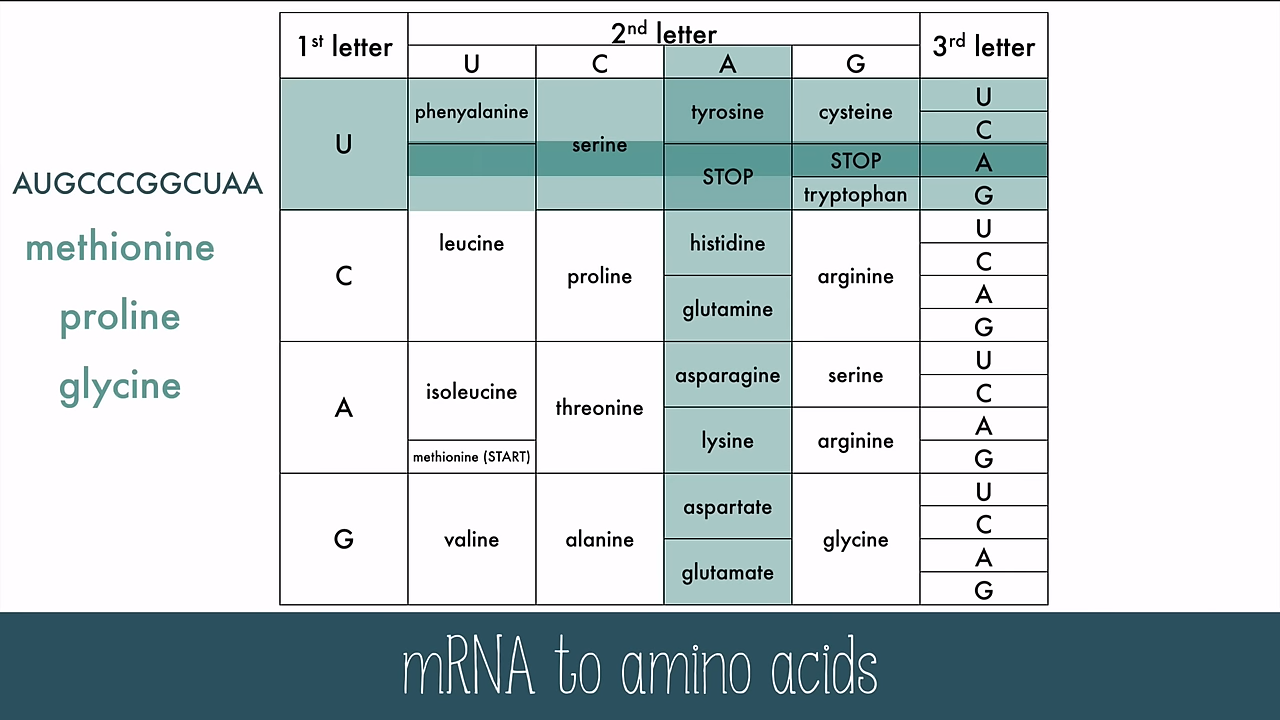 1st letter 2nd letter 3rd letter
U C A G
U phenyalanine serine tyrosine cysteine U
C
STOP STOP A
tryptophan G
C leucine proline histidine arginine U
C
glutamine A
G
A isoleucine threonine asparagine serine U
C
lysine arginine A
methionine (START) G
G valine alanine aspartate glycine U
C
glutamate A
G
AUGCCCGGCUAA
methionine
proline
glycine
mRNA to amino acids